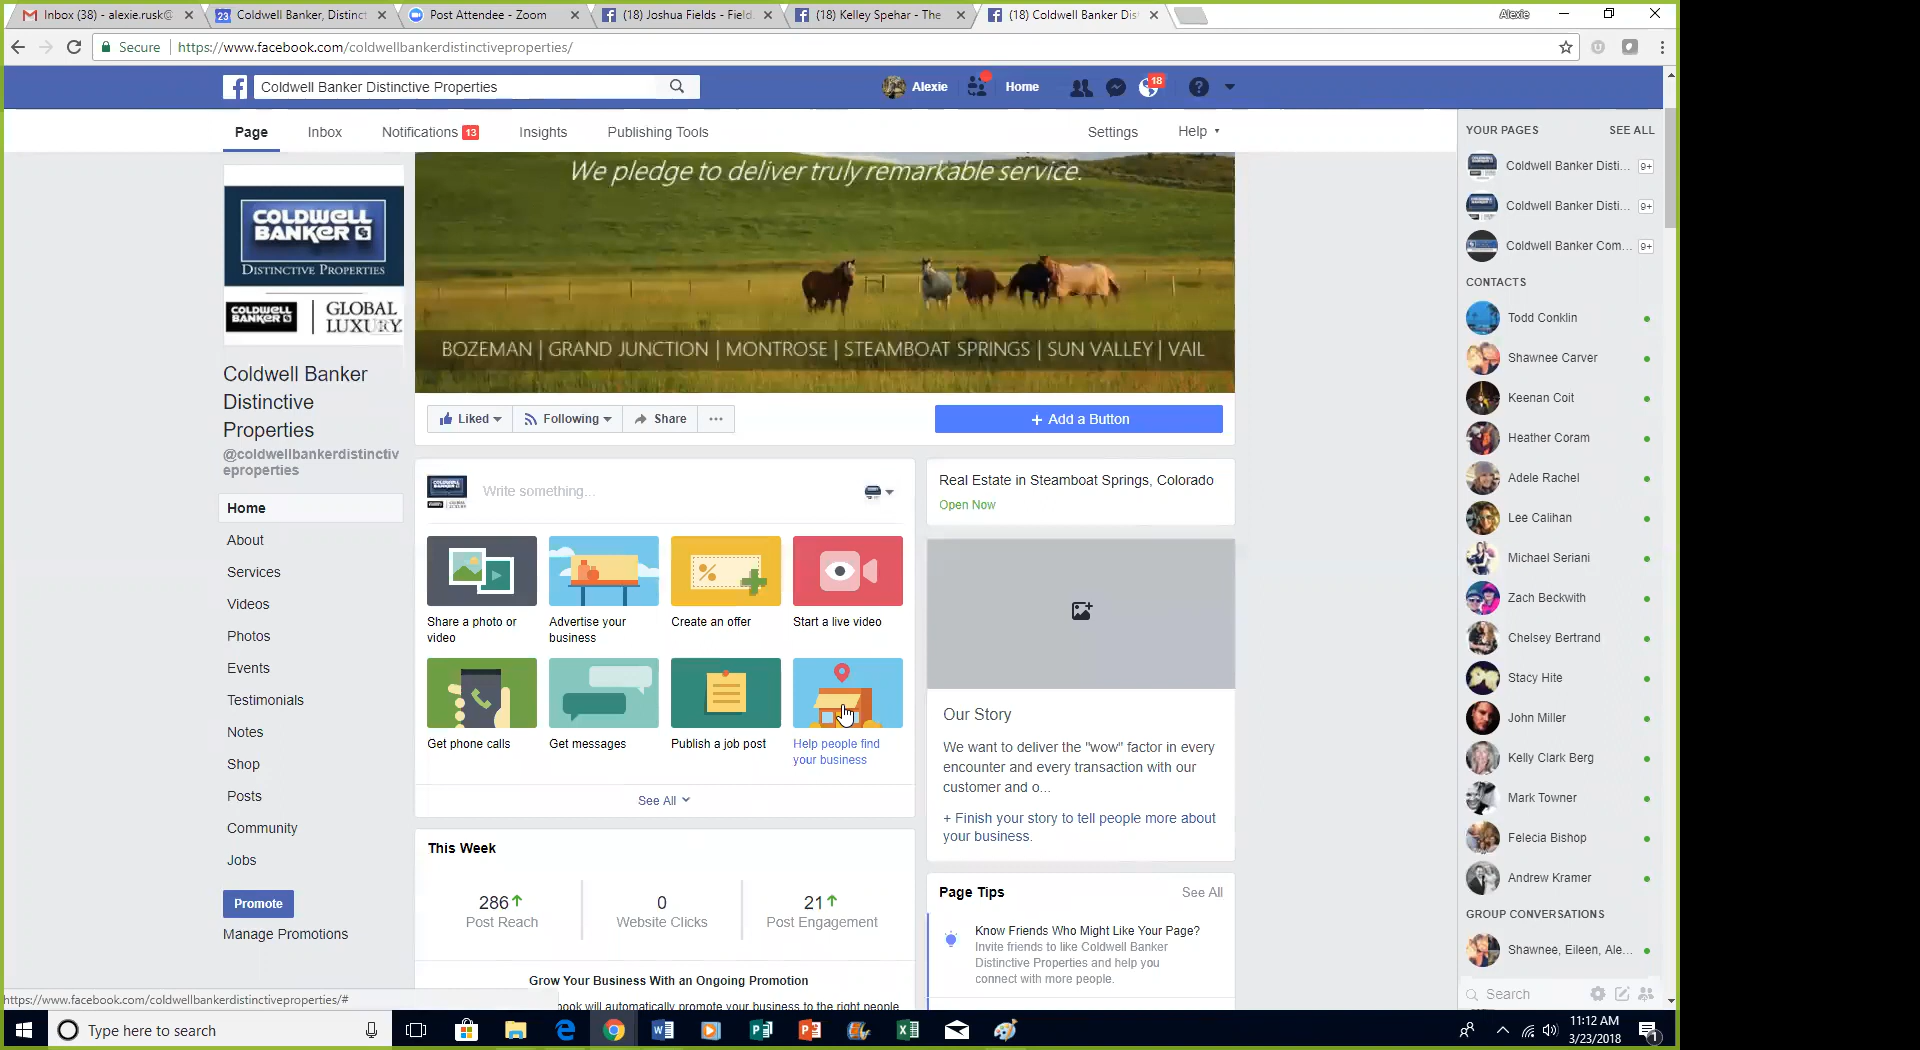 Inbox (38) - alexie.rusk@
Coldwell Banker, Distinct
Post Attendee - Zoom
(18) Joshua Fields - Field
(18) Kelley Spehar - The
(18) Coldwell Banker Dis
Alexie
Secure
https://www.facebook.com/coldwellbankerdistinctiveproperties/
Coldwell Banker Distinctive Properties
Alexie
Home
18
Page
Inbox
Notifications 13
Insights
Publishing Tools
Settings
Help
COLDWELL
BANKER
DISTINCTIVE PROPERTIES
COLDWELL
BANKER
GLOBAL
LUXURY
We pledge to deliver truly remarkable service.
BOZEMAN | GRAND JUNCTION | MONTROSE | STEAMBOAT SPRINGS | SUN VALLEY | VAIL
Coldwell Banker
Distinctive
Properties
@coldwellbankerdistinctiv
eproperties
Home
About
Services
Videos
Photos
Events
Testimonials
Notes
Shop
Posts
Community
Jobs
Promote
Manage Promotions
Liked
Following
Share
+ Add a Button
Write something...
Share a photo or
video
Advertise your
business
Create an offer
Start a live video
Get phone calls
Get messages
Publish a job post
Help people find
your business
See All
This Week
286
Post Reach
0
Website Clicks
21
Post Engagement
Grow Your Business With an Ongoing Promotion
book will automatically promote your business to the right people
Real Estate in Steamboat Springs, Colorado
Open Now
Our Story
We want to deliver the "wow" factor in every
encounter and every transaction with our
customer and o...
+ Finish your story to tell people more about
your business.
Page Tips
See All
Know Friends Who Might Like Your Page?
Invite friends to like Coldwell Banker
Distinctive Properties and help you
connect with more people.
YOUR PAGES
SEE ALL
Coldwell Banker Disti... 9+
Coldwell Banker Disti... 9+
Coldwell Banker Com... 9+
CONTACTS
Todd Conklin
Shawnee Carver
Keenan Coit
Heather Coram
Adele Rachel
Lee Calihan
Michael Seriani
Zach Beckwith
Chelsey Bertrand
Stacy Hite
John Miller
Kelly Clark Berg
Mark Towner
Felecia Bishop
Andrew Kramer
GROUP CONVERSATIONS
Shawnee, Eileen, Ale...
Search
https://www.facebook.com/coldwellbankerdistinctiveproperties/#
Type here to search
11:12 AM
3/23/2018
1